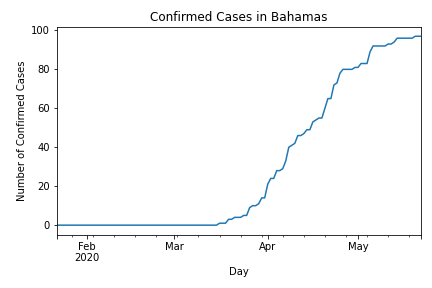 Confirmed Cases in Bahamas
100
80
60
40
20
0
Number of Confirmed Cases
Feb
2020
Mar
Apr
May
Day